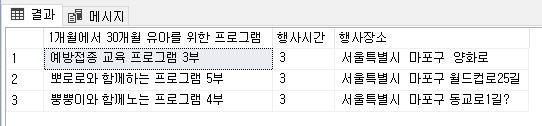 결과 메시지
1개월에서 30개월 유아를 위한 프로그램 행사시간 행사장소
1 예방접종 교육 프로그램 3부 3 서울특별시 마포구 양화로
2 뽀로로와 함께하는 프로그램 5부 3 서울특별시 마포구 월드컵로25길
3 뿡뿡이와 함께노는 프로그램 4부 3 서울특별시 마포구 동교로1길?